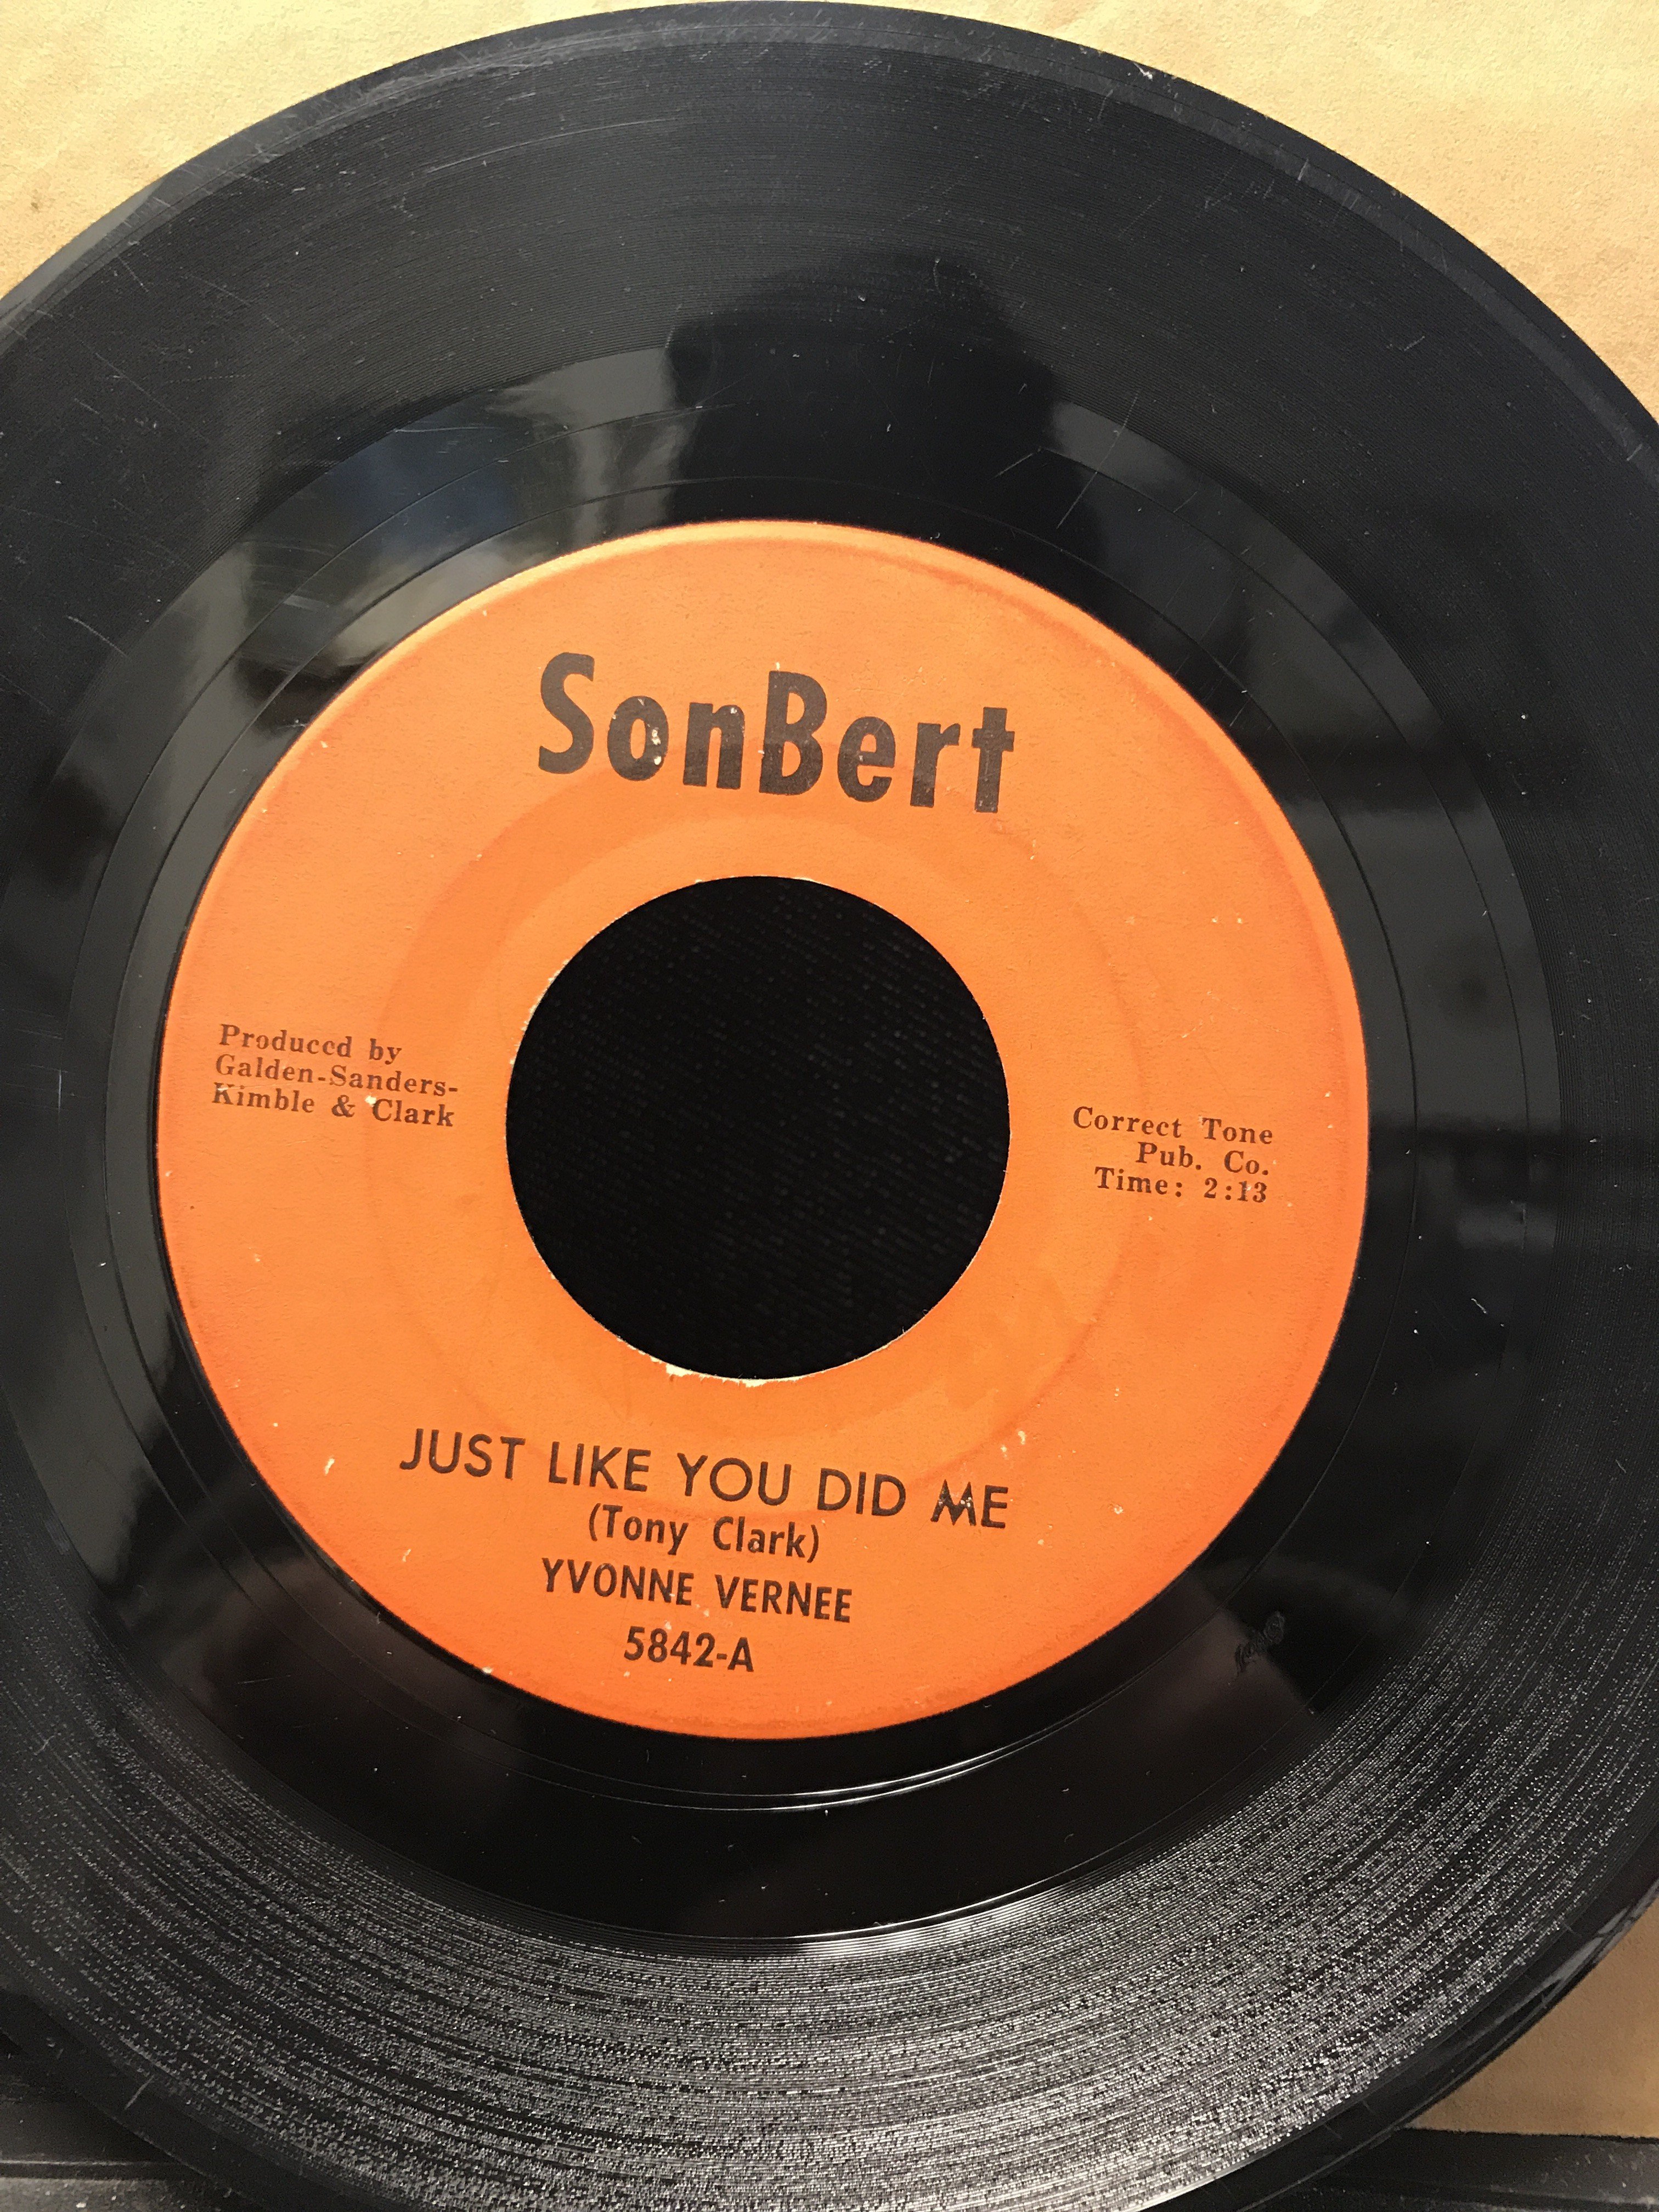 SonBert
Produced by
Galden-Sanders-
Kimble & Clark
Correct Tone
Pub. Co.
Time: 2:13
JUST LIKE YOU DID ME
(Tony Clark)
YVONNE VERNEE
5842-A